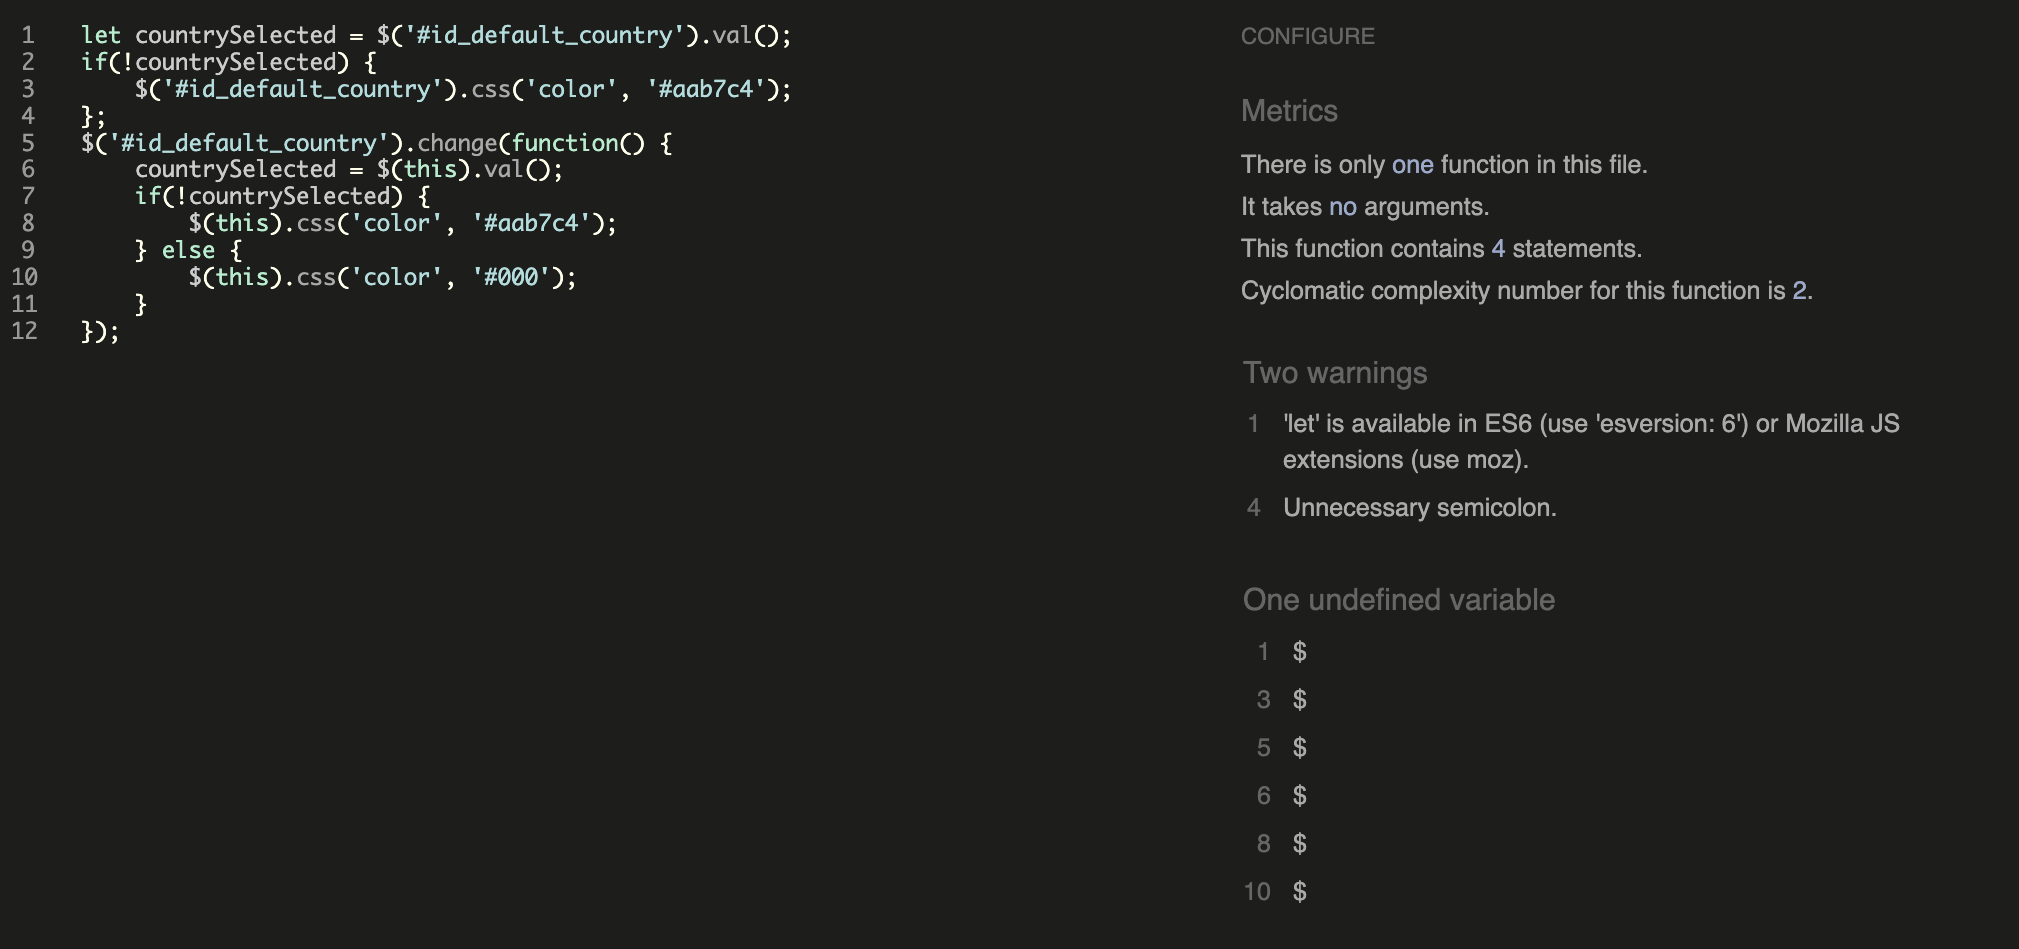 1 let countrySelected = $('#id_default_country').val();
2 if(!countrySelected) {
3     $('#id_default_country').css('color', '#aab7c4');
4 };
5 $('#id_default_country').change(function() {
6     countrySelected = $(this).val();
7     if(!countrySelected) {
8         $(this).css('color', '#aab7c4');
9     } else {
10         $(this).css('color', '#000');
11     }
12 });
CONFIGURE
Metrics
There is only one function in this file.
It takes no arguments.
This function contains 4 statements.
Cyclomatic complexity number for this function is 2.
Two warnings
1 'let' is available in ES6 (use 'esversion: 6') or Mozilla JS
extensions (use moz).
4 Unnecessary semicolon.
One undefined variable
1 $
3 $
5 $
6 $
8 $
10 $